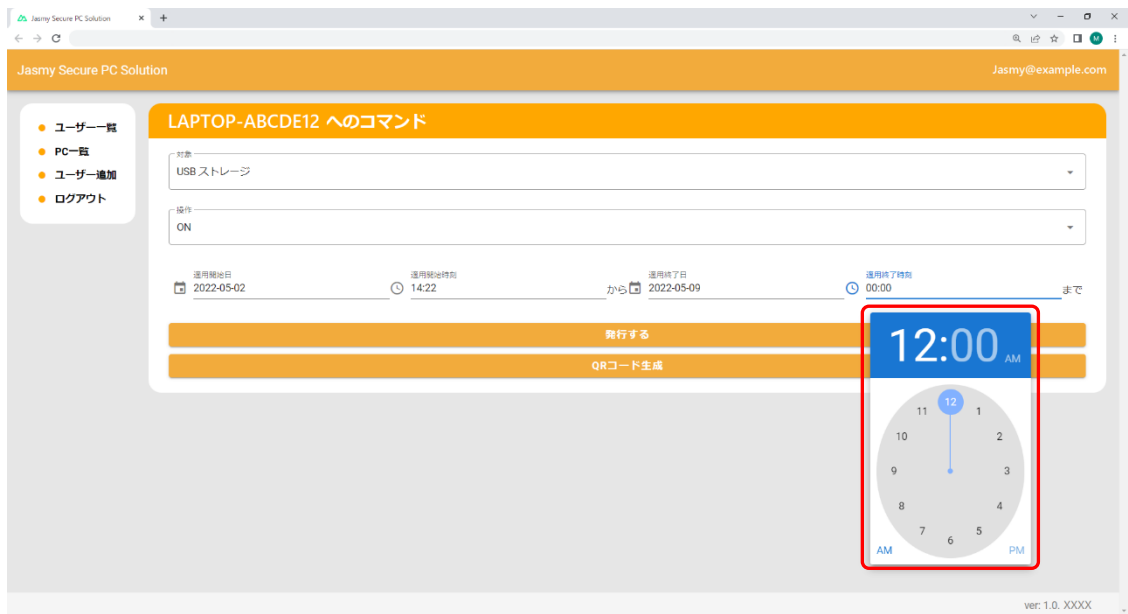 Jasmy Secure PC Solution
M
Jasmy Secure PC Solution
Jasmy@example.com
ユーザー一覧
PC一覧
ユーザー追加
ログアウト
LAPTOP-ABCDE12 へのコマンド
対象
USB ストレージ
操作
ON
適用開始日
2022-05-02
適用開始時刻
14:22
から
適用終了日
2022-05-09
適用終了時刻
00:00
まで
発行する
QRコード生成
12:00 AM
12
11
1
10
2
9
3
8
4
7
5
6
AM
PM
ver: 1.0. XXXX